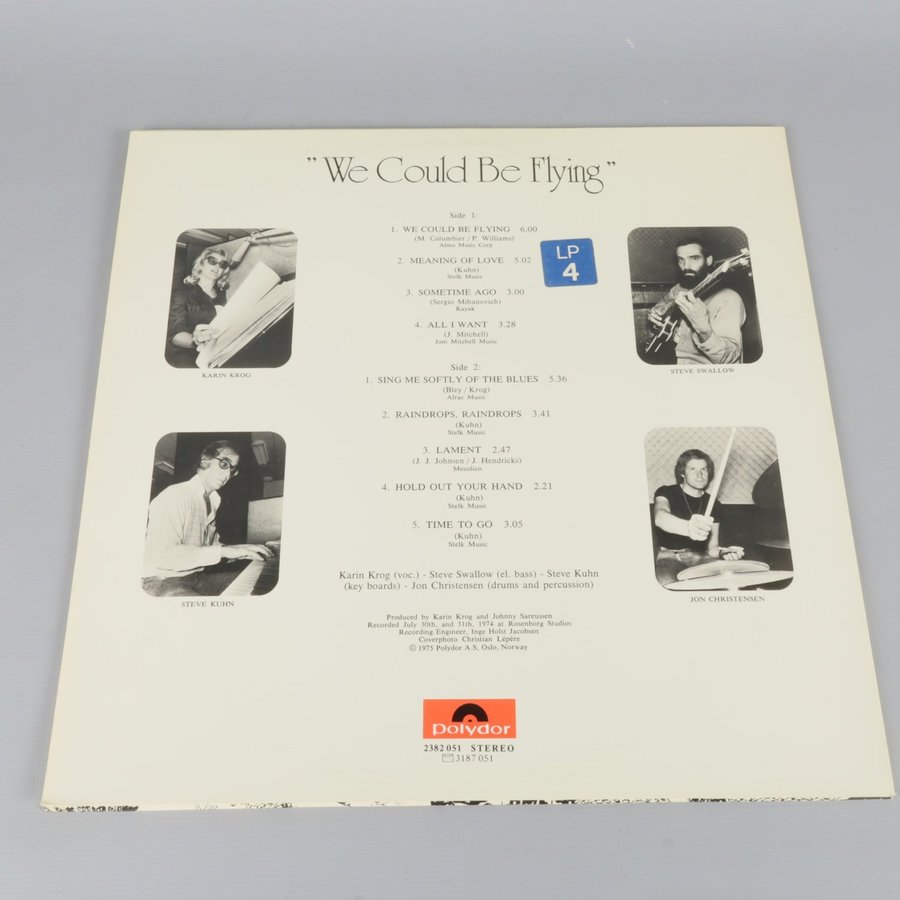 "We Could Be Flying"
Side 1:
1. WE COULD BE FLYING 6.00
(M. Columbier / P. Williams)
Almo Music Corp
2. MEANING OF LOVE 5.02
(Kuhn)
Stelk Music
3. SOMETIME AGO 3.00
(Sergio Mihanovich)
Kayak
4. ALL I WANT 3.28
(J. Mitchell)
Joni Mitchell Music
LP
4
KARIN KROG
STEVE SWALLOW
Side 2:
1. SING ME SOFTLY OF THE BLUES 5.36
(Bley / Krog)
Alrac Music
2. RAINDROPS, RAINDROPS 3.41
(Kuhn)
Stelk Music
3. LAMENT 2.47
(J. J. Johnsen / J. Hendricks)
Mecolico
4. HOLD OUT YOUR HAND 2.21
(Kuhn)
Stelk Music
5. TIME TO GO 3.05
(Kuhn)
Stelk Music
STEVE KUHN
JON CHRISTENSEN
Karin Krog (voc.) - Steve Swallow (el. bass) - Steve Kuhn
(key boards) - Jon Christensen (drums and percussion)
Produced by Karin Krog and Johnny Sareussen
Recorded July 30th, and 31th, 1974 at Rosenborg Studios
Recording Engineer, Inge Holst Jacobsen
Coverphoto Christian Lépère
© 1975 Polydor A.S, Oslo, Norway
polydor
2382 051 STEREO
3187 051